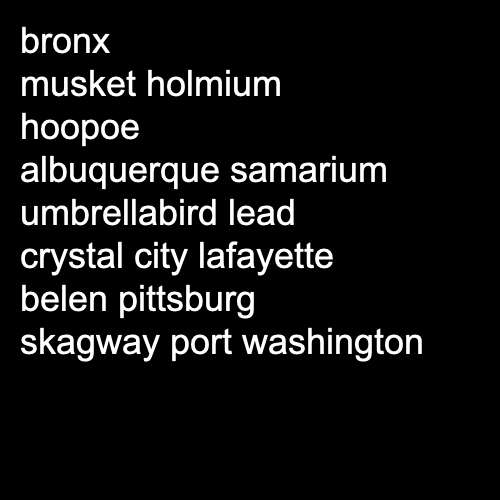 bronx
musket holmium
hoopoe
albuquerque samarium
umbrellabird lead
crystal city lafayette
belen pittsburg
skagway port washington